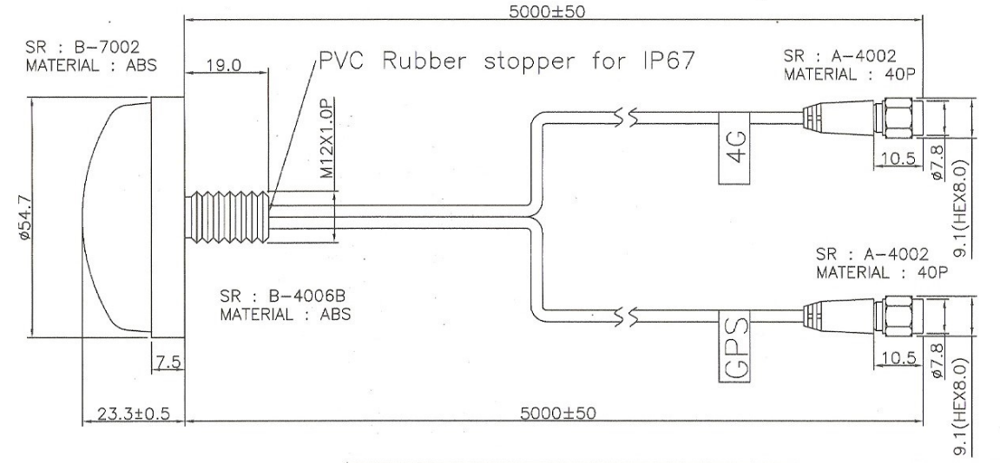 5000±50
SR : B-7002
MATERIAL : ABS
19.0
PVC Rubber stopper for IP67
SR : A-4002
MATERIAL : 40P
M12X1.0P
4G
10.5
ø7.8
9.1(HEX8.0)
ø54.7
SR : A-4002
MATERIAL : 40P
SR : B-4006B
MATERIAL : ABS
7.5
GPS
10.5
ø7.8
9.1(HEX8.0)
23.3±0.5
5000±50